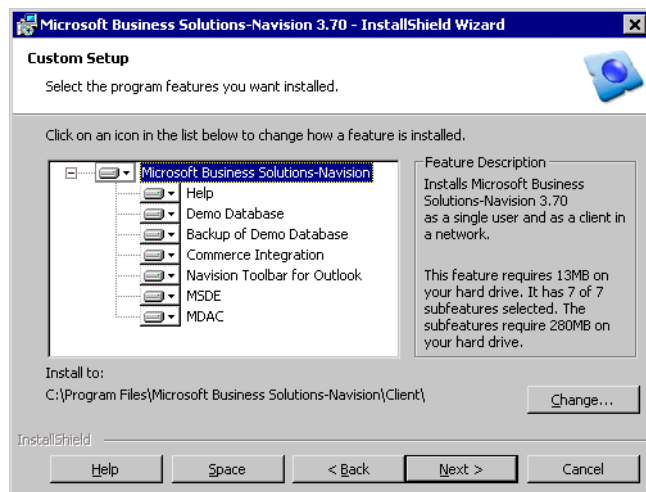 Microsoft Business Solutions-Navision 3.70 - InstallShield Wizard
Custom Setup
Select the program features you want installed.
Click on an icon in the list below to change how a feature is installed.
Microsoft Business Solutions-Navision
Help
Demo Database
Backup of Demo Database
Commerce Integration
Navision Toolbar for Outlook
MSDE
MDAC
Feature Description
Installs Microsoft Business
Solutions-Navision 3.70
as a single user and as a client in
a network.
This feature requires 13MB on
your hard drive. It has 7 of 7
subfeatures selected. The
subfeatures require 280MB on
your hard drive.
Install to:
C:\Program Files\Microsoft Business Solutions-Navision\Client\
Change...
InstallShield
Help
Space
< Back
Next >
Cancel